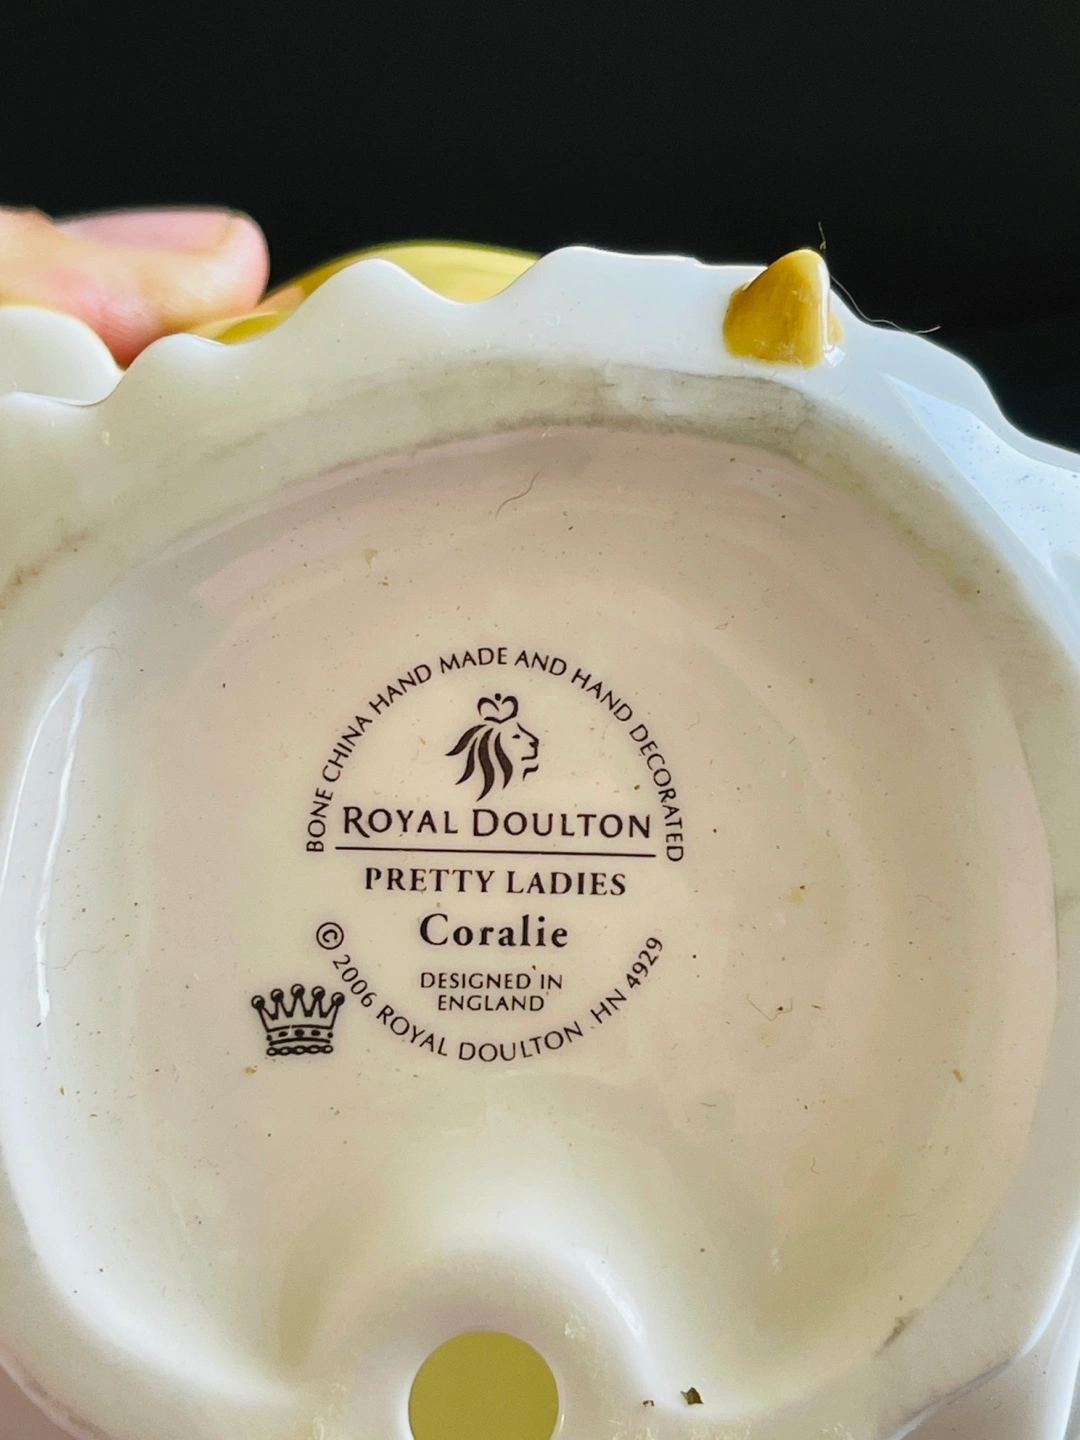 BONE CHINA HAND MADE AND HAND DECORATED
ROYAL DOULTON
PRETTY LADIES
Coralie
DESIGNED IN
ENGLAND
© 2006 ROYAL DOULTON HN 4929